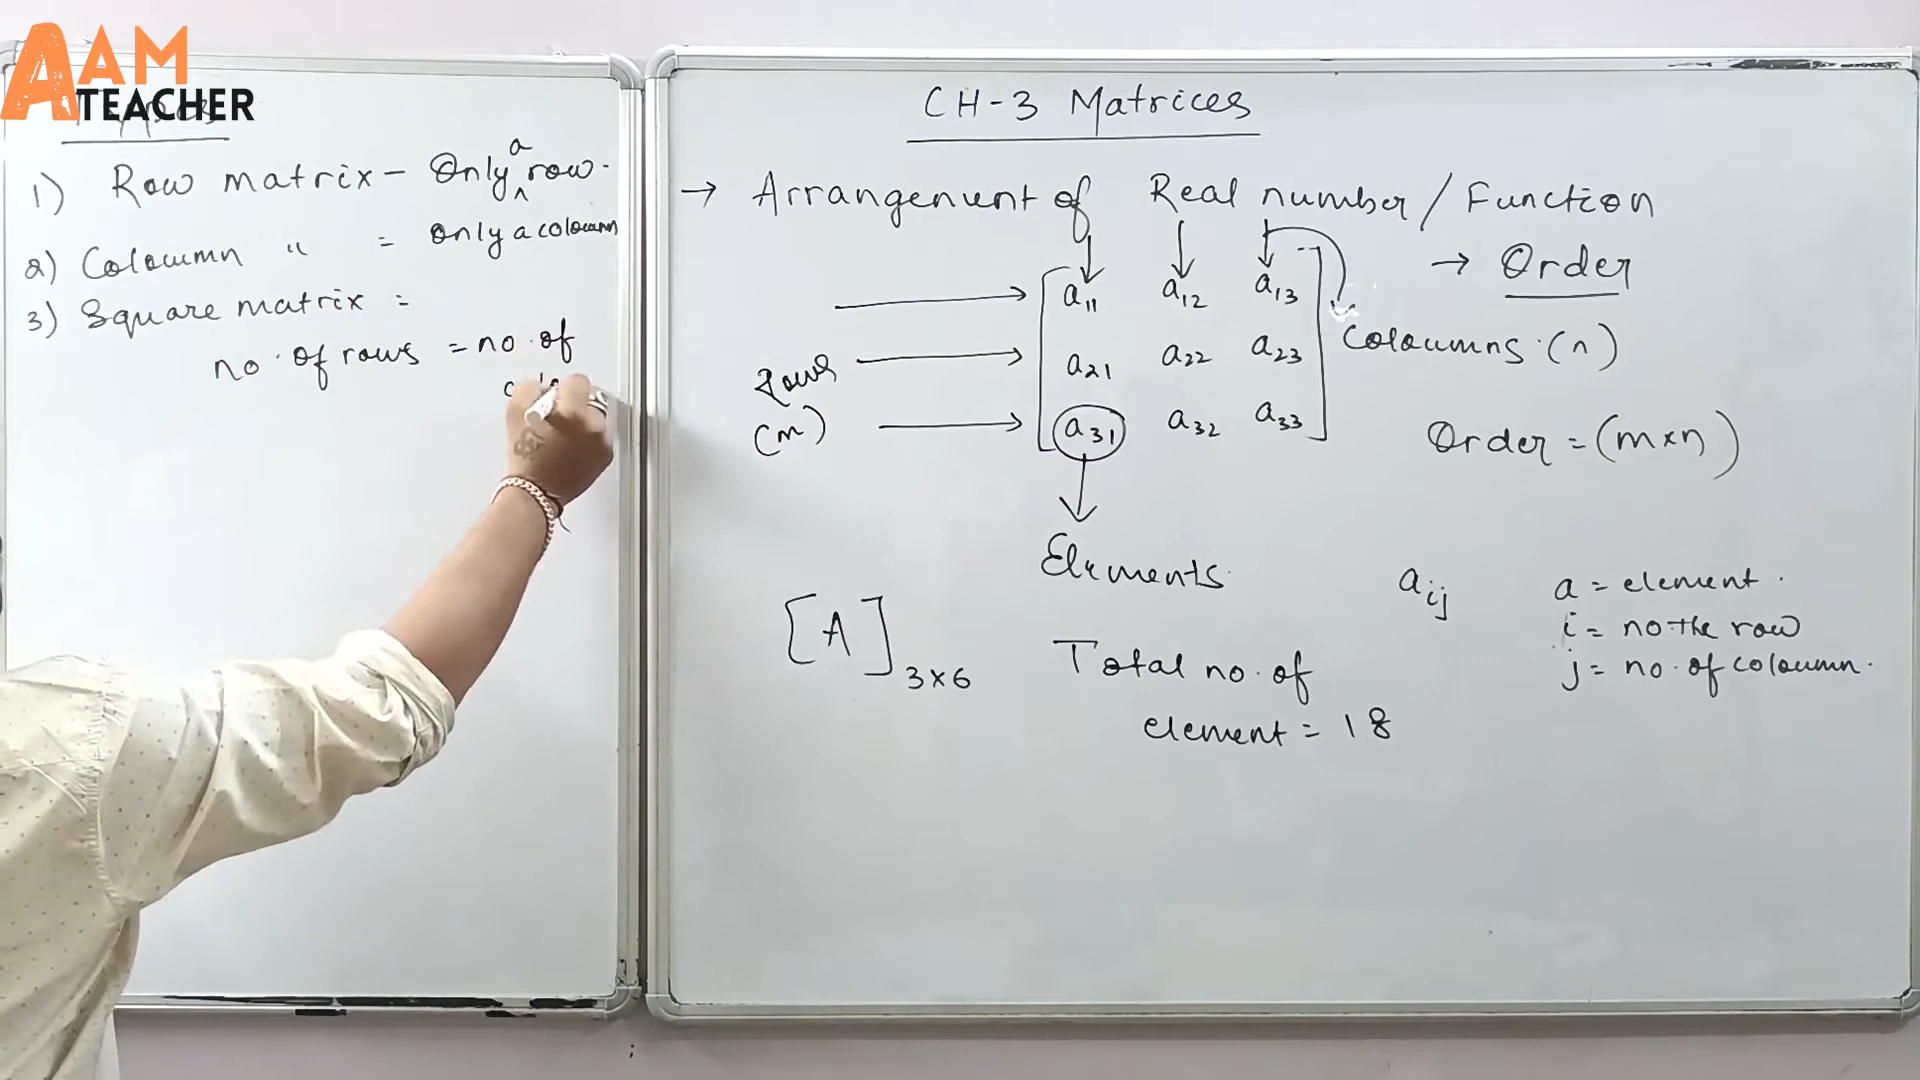 AAM
TEACHER
1) Row matrix - Only a row.
2) Coloumn " = only a coloumn
3) Square matrix =
no. of rows = no. of
CH-3 Matrices
→ Arrangement of Real number / Function
→ Order
a11 a12 a13
a21 a22 a23
a31 a32 a33
Rows
(m)
Coloumns. (n)
Order = (m×n)
Elements
[A] 3×6
Total no. of
element = 18
aij
a = element.
i = no the row
j = no. of coloumn.